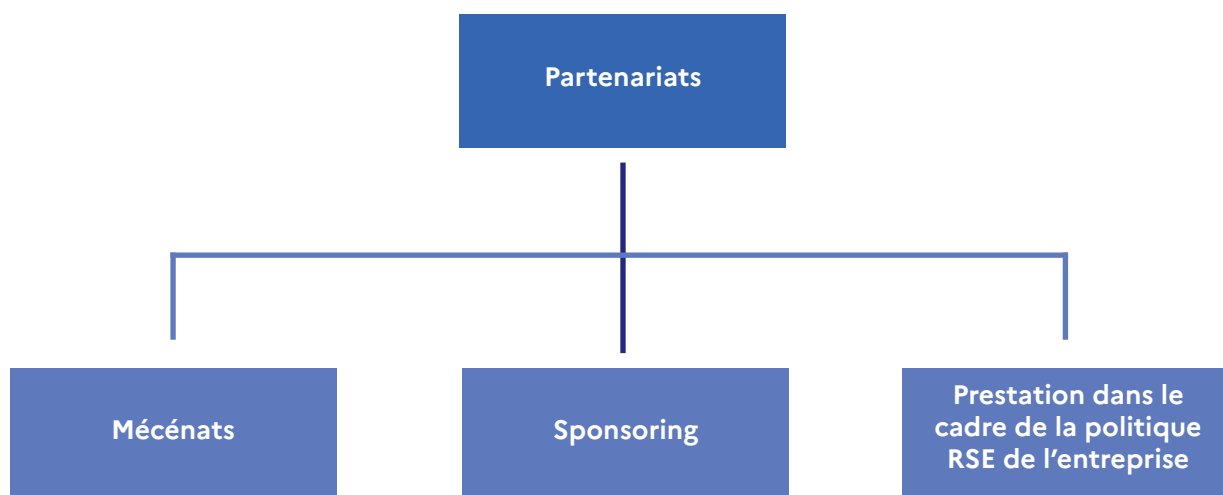 Partenariats
Mécénats
Sponsoring
Prestation dans le
cadre de la politique
RSE de l’entreprise